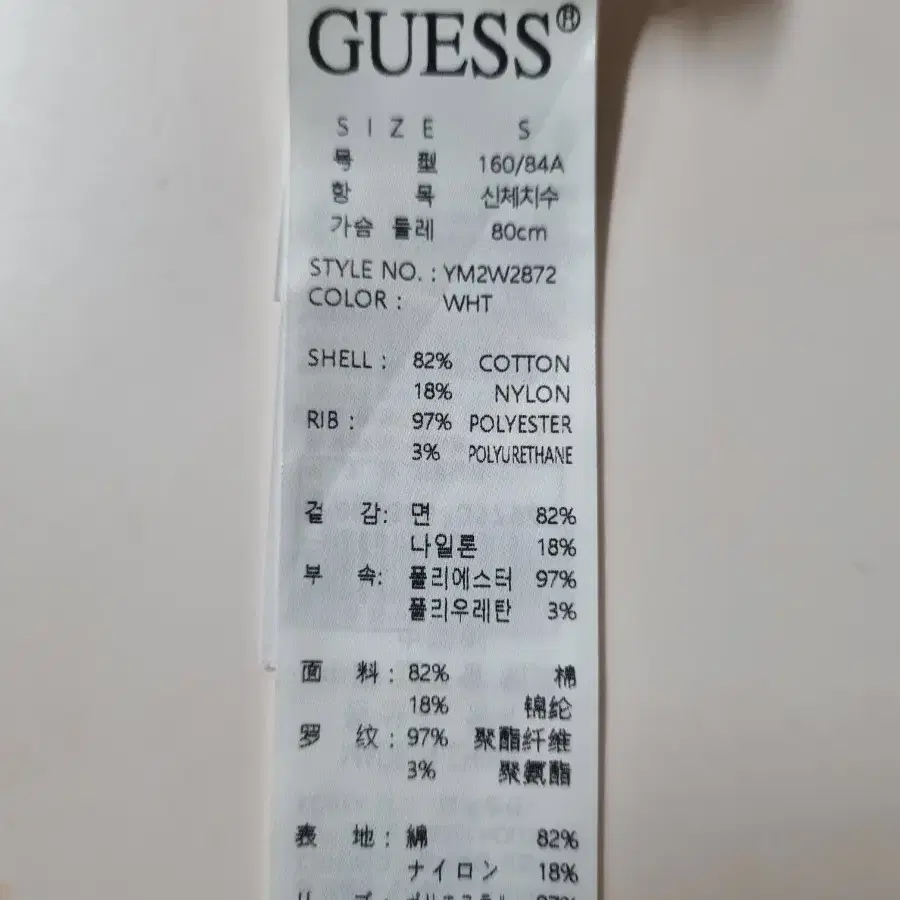 GUESS®
SIZE S
号 型 160/84A
항 목 신체치수
가슴 둘레 80cm
STYLE NO. : YM2W2872
COLOR : WHT
SHELL : 82% COTTON
18% NYLON
RIB : 97% POLYESTER
3% POLYURETHANE
겉 감: 면 82%
나일론 18%
부 속: 폴리에스터 97%
폴리우레탄 3%
面 料 : 82% 棉
18% 锦纶
罗 纹 : 97% 聚酯纤维
3% 聚氨酯
表 地 : 綿 82%
ナイロン 18%